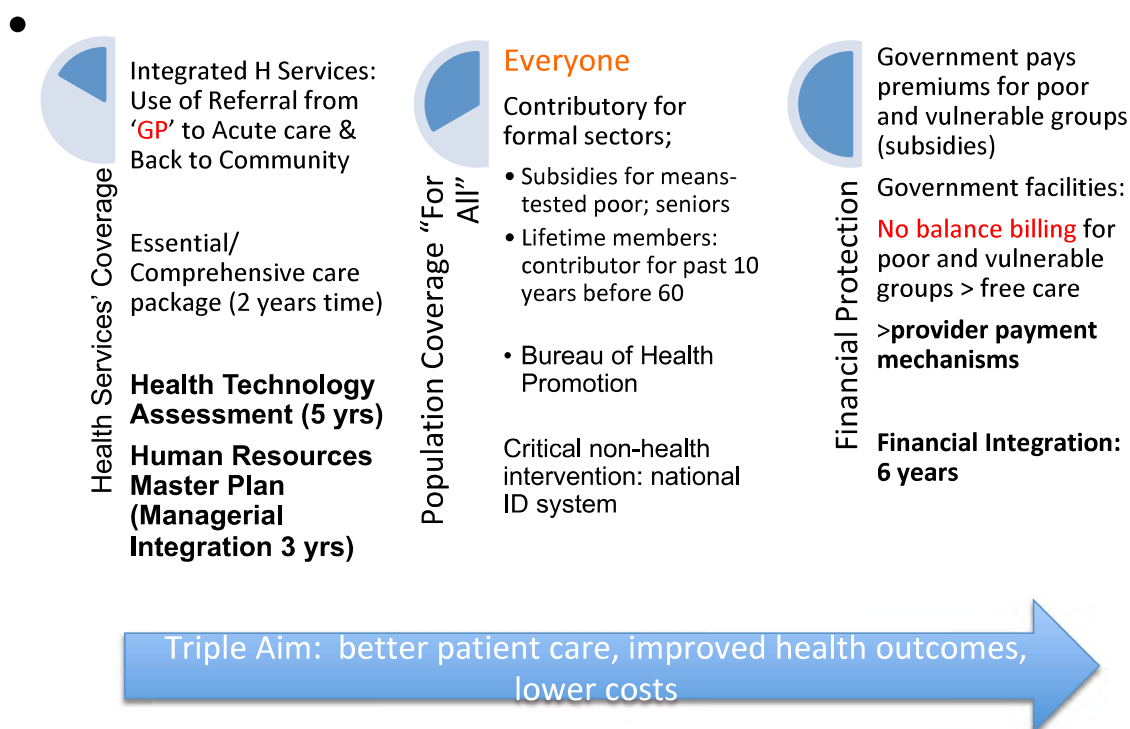 •
Health Services’ Coverage
Integrated H Services:
Use of Referral from
‘GP’ to Acute care &
Back to Community
Essential/
Comprehensive care
package (2 years time)
Health Technology
Assessment (5 yrs)
Human Resources
Master Plan
(Managerial
Integration 3 yrs)
Population Coverage “For
All”
Everyone
Contributory for
formal sectors;
• Subsidies for means-
tested poor; seniors
• Lifetime members:
contributor for past 10
years before 60
• Bureau of Health
Promotion
Critical non-health
intervention: national
ID system
Financial Protection
Government pays
premiums for poor
and vulnerable groups
(subsidies)
Government facilities:
No balance billing for
poor and vulnerable
groups > free care
>provider payment
mechanisms
Financial Integration:
6 years
Triple Aim: better patient care, improved health outcomes,
lower costs